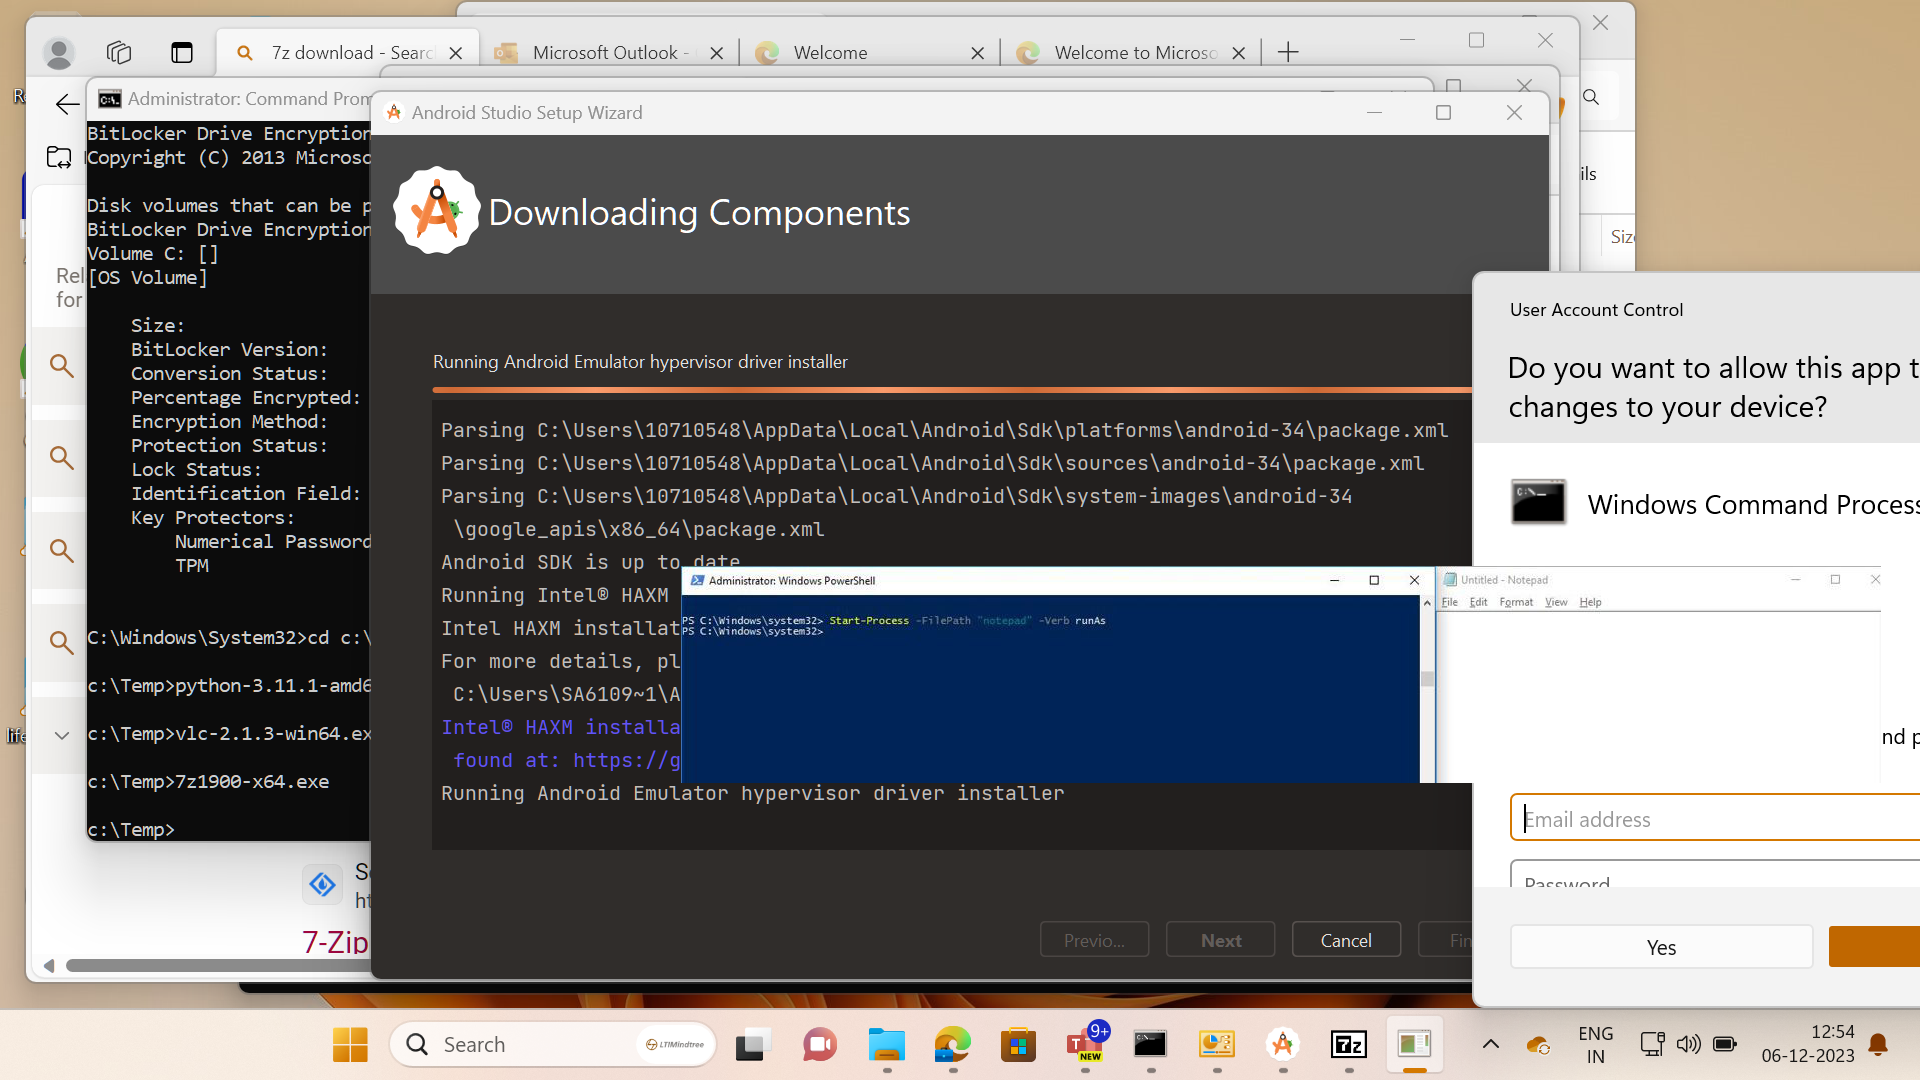 7z download - Searc
Microsoft Outlook -
Welcome
Welcome to Microso
Administrator: Command Prom
BitLocker Drive Encryption
Copyright (C) 2013 Microso
Disk volumes that can be p
BitLocker Drive Encryption
Volume C: []
[OS Volume]
Size:
BitLocker Version:
Conversion Status:
Percentage Encrypted:
Encryption Method:
Protection Status:
Lock Status:
Identification Field:
Key Protectors:
Numerical Password
TPM
C:\Windows\System32>cd c:\
c:\Temp>python-3.11.1-amd6
c:\Temp>vlc-2.1.3-win64.ex
c:\Temp>7z1900-x64.exe
c:\Temp>
Rel
for
life
7-Zip
Android Studio Setup Wizard
Downloading Components
Running Android Emulator hypervisor driver installer
Parsing C:\Users\10710548\AppData\Local\Android\Sdk\platforms\android-34\package.xml
Parsing C:\Users\10710548\AppData\Local\Android\Sdk\sources\android-34\package.xml
Parsing C:\Users\10710548\AppData\Local\Android\Sdk\system-images\android-34
\google_apis\x86_64\package.xml
Android SDK is up to date
Running Intel® HAXM
Intel HAXM installat
For more details, pl
C:\Users\SA6109~1\A
Intel® HAXM installa
found at: https://g
Running Android Emulator hypervisor driver installer
Previo...
Next
Cancel
Fin
Administrator: Windows PowerShell
PS C:\Windows\system32> Start-Process -FilePath "notepad" -Verb runAs
PS C:\Windows\system32>
Untitled - Notepad
File Edit Format View Help
ils
Size
User Account Control
Do you want to allow this app t
changes to your device?
Windows Command Process
nd p
Email address
Password
Yes
Search
LTIMindtree
9+
T
NEW
7z
ENG
IN
12:54
06-12-2023